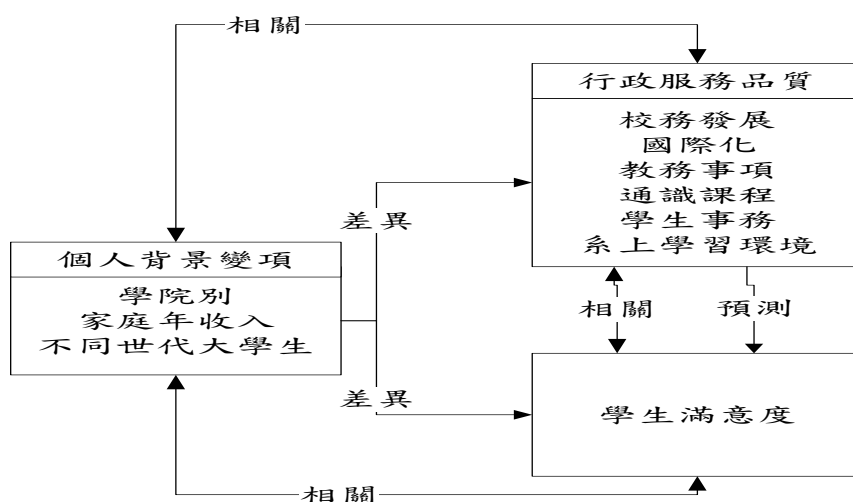 相關
行政服務品質
校務發展
國際化
教務事項
通識課程
學生事務
系上學習環境
差異
個人背景變項
學院別
家庭年收入
不同世代大學生
相關
預測
差異
學生滿意度
相關